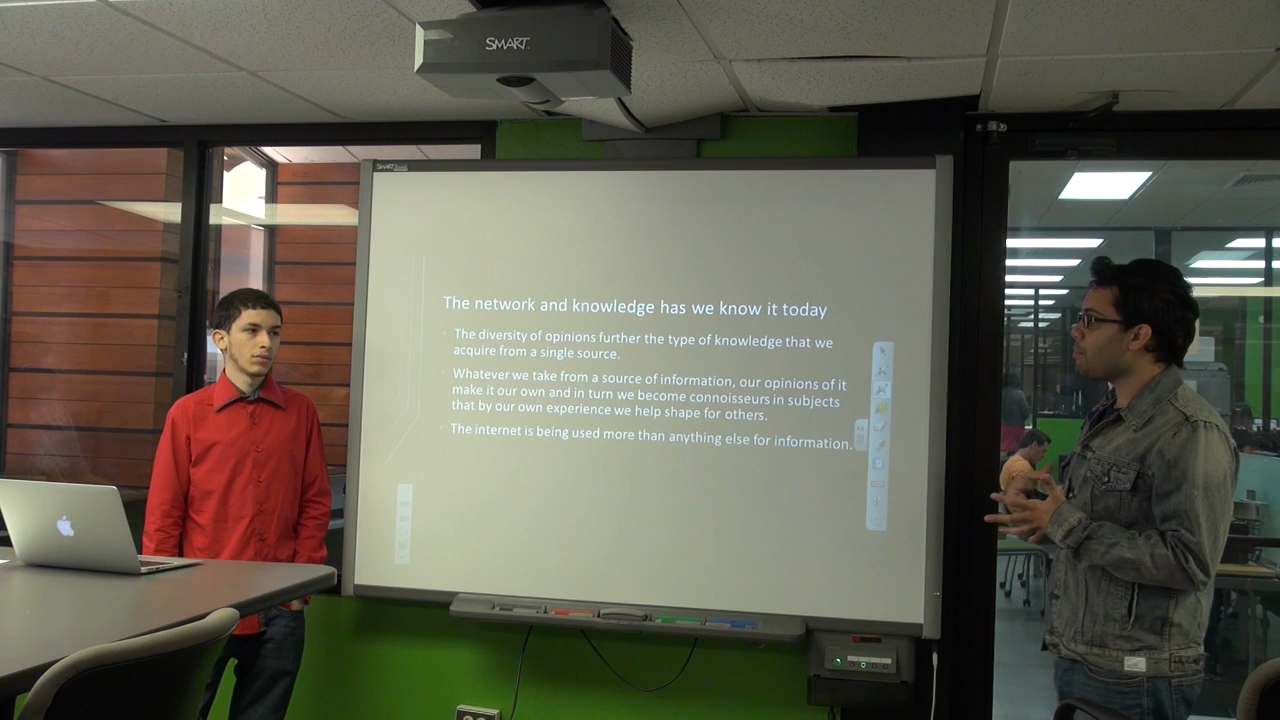 SMART
SMART
The network and knowledge has we know it today
The diversity of opinions further the type of knowledge that we
acquire from a single source.
Whatever we take from a source of information, our opinions of it
make it our own and in turn we become connoisseurs in subjects
that by our own experience we help shape for others.
The internet is being used more than anything else for information.